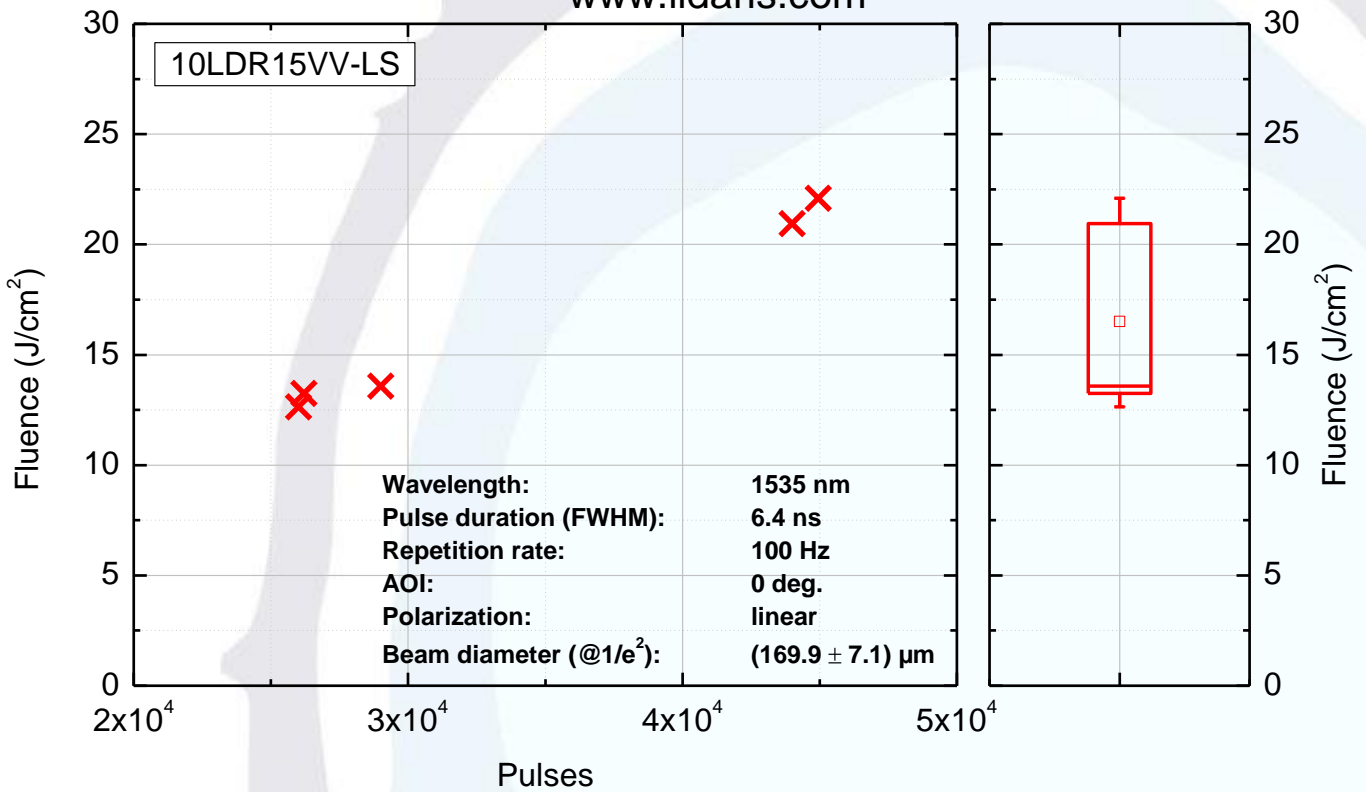 www.lidaris.com
10LDR15VV-LS
Fluence (J/cm²)
30
25
20
15
10
5
0
Wavelength: 1535 nm
Pulse duration (FWHM): 6.4 ns
Repetition rate: 100 Hz
AOI: 0 deg.
Polarization: linear
Beam diameter (@1/e²): (169.9 ± 7.1) µm
2x10⁴ 3x10⁴ 4x10⁴ 5x10⁴
Pulses
30
25
20
15
10
5
0
Fluence (J/cm²)